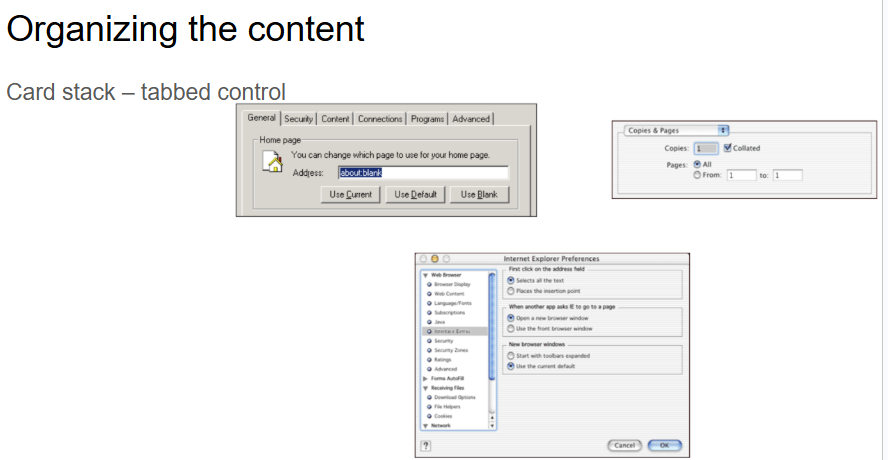 Organizing the content
Card stack – tabbed control
General Security Content Connections Programs Advanced
Home page
You can change which page to use for your home page.
Address: about:blank
Use Current Use Default Use Blank
Copies & Pages
Copies: 1 Collated
Pages: All
From: 1 to: 1
Internet Explorer Preferences
Web Browser
Browser Display
Web Content
Language/Fonts
Subscriptions
Java
Interface Extras
Security
Security Zones
Ratings
Advanced
Forms AutoFill
Receiving Files
Download Options
File Helpers
Cookies
Network
First click on the address field
Selects all the text
Places the insertion point
When another app asks IE to go to a page
Open a new browser window
Use the front browser window
New browser windows
Start with toolbars expanded
Use the current default
?
Cancel OK